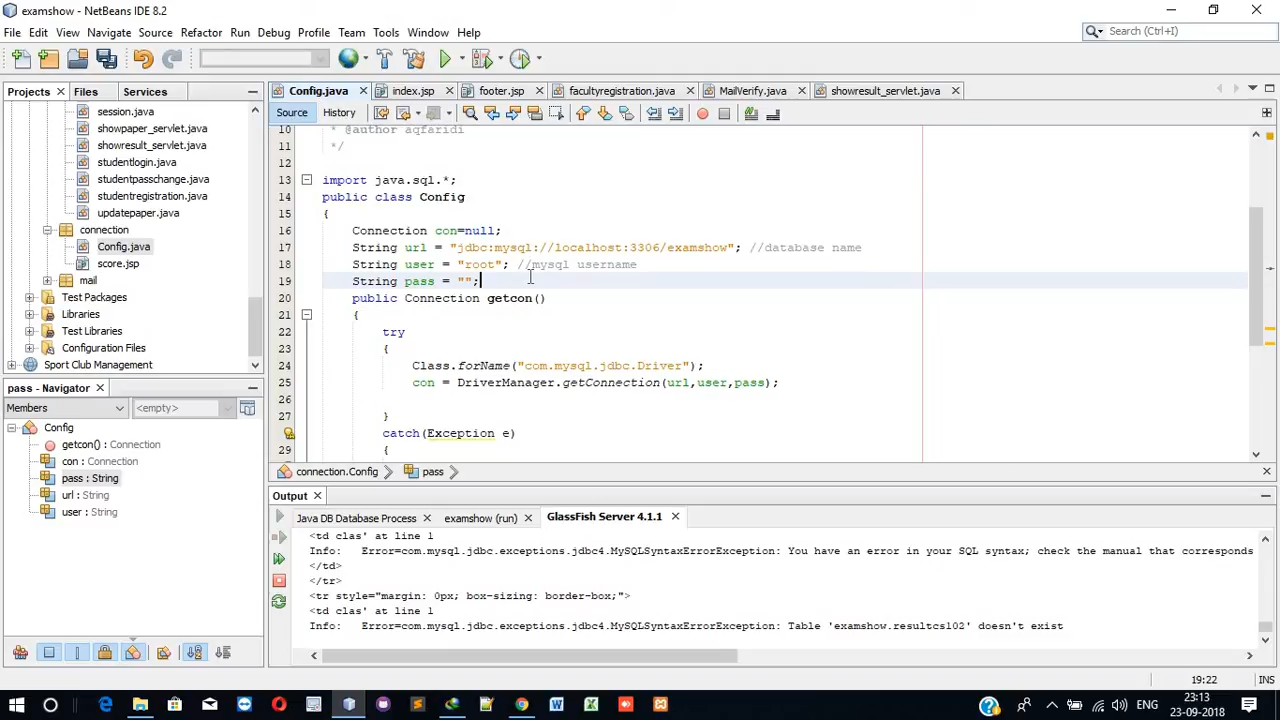 examshow - NetBeans IDE 8.2
File Edit View Navigate Source Refactor Run Debug Profile Team Tools Window Help
Search (Ctrl+I)
Projects Files Services
Config.java index.jsp footer.jsp facultyregistration.java MailVerify.java showresult_servlet.java
Source History
session.java
showpaper_servlet.java
showresult_servlet.java
studentlogin.java
studentpasschange.java
studentregistration.java
updatepaper.java
connection
Config.java
score.jsp
mail
Test Packages
Libraries
Test Libraries
Configuration Files
Sport Club Management
10 * @author aqfaridi
11 */
12
13 import java.sql.*;
14 public class Config
15 {
16 Connection con=null;
17 String url = "jdbc:mysql://localhost:3306/examshow"; //database name
18 String user = "root"; //mysql username
19 String pass = "";
20 public Connection getcon()
21 {
22 try
23 {
24 Class.forName("com.mysql.jdbc.Driver");
25 con = DriverManager.getConnection(url,user,pass);
26
27 }
catch(Exception e)
29 {
connection.Config pass
pass - Navigator
Members <empty>
Config
getcon() : Connection
con : Connection
pass : String
url : String
user : String
Output
Java DB Database Process examshow (run) GlassFish Server 4.1.1
<td clas' at line 1
Info: Error=com.mysql.jdbc.exceptions.jdbc4.MySQLSyntaxErrorException: You have an error in your SQL syntax; check the manual that corresponds
</td>
</tr>
<tr style="margin: 0px; box-sizing: border-box;">
<td clas' at line 1
Info: Error=com.mysql.jdbc.exceptions.jdbc4.MySQLSyntaxErrorException: Table 'examshow.resultcs102' doesn't exist
19:22 INS
ENG
23:13
23-09-2018